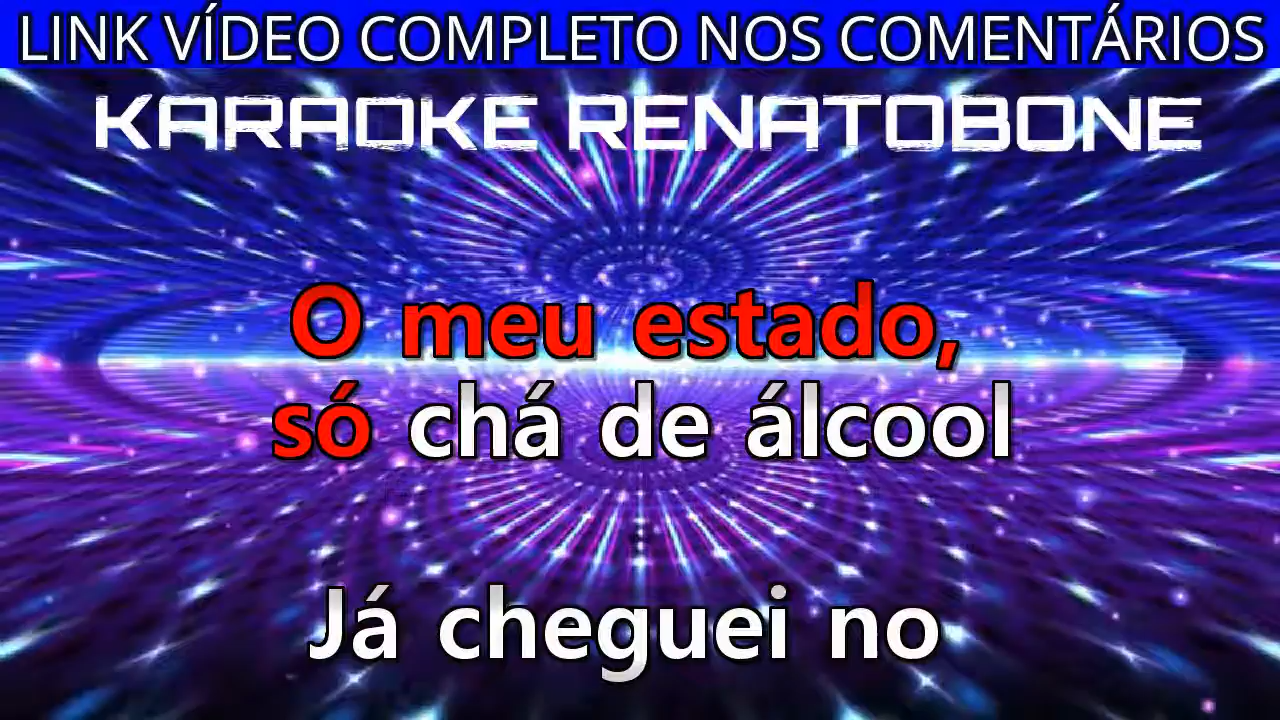 LINK VÍDEO COMPLETO NOS COMENTÁRIOS
KARAOKE RENATOBONE
O meu estado,
só chá de álcool
Já cheguei no